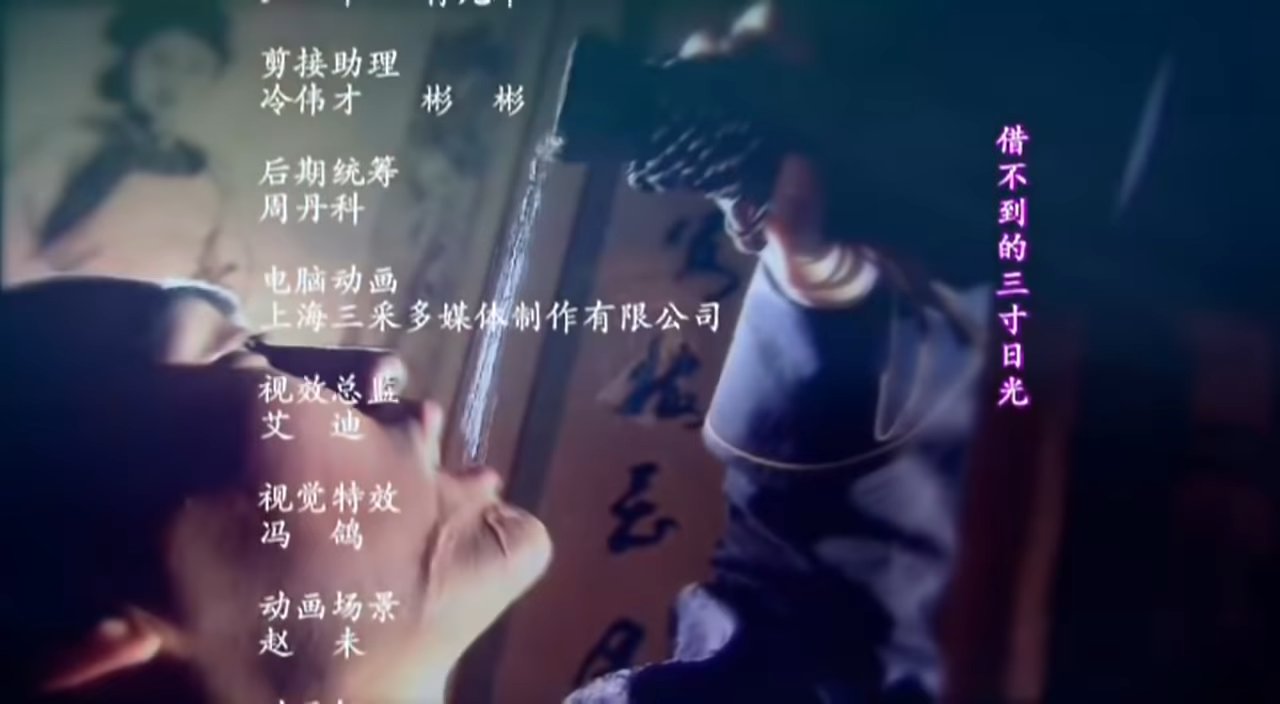 剪接助理
冷伟才 彬 彬
后期统筹
周丹科
电脑动画
上海三采多媒体制作有限公司
视效总监
艾 迪
视觉特效
冯 鸽
动画场景
赵 未
借不到的三寸日光